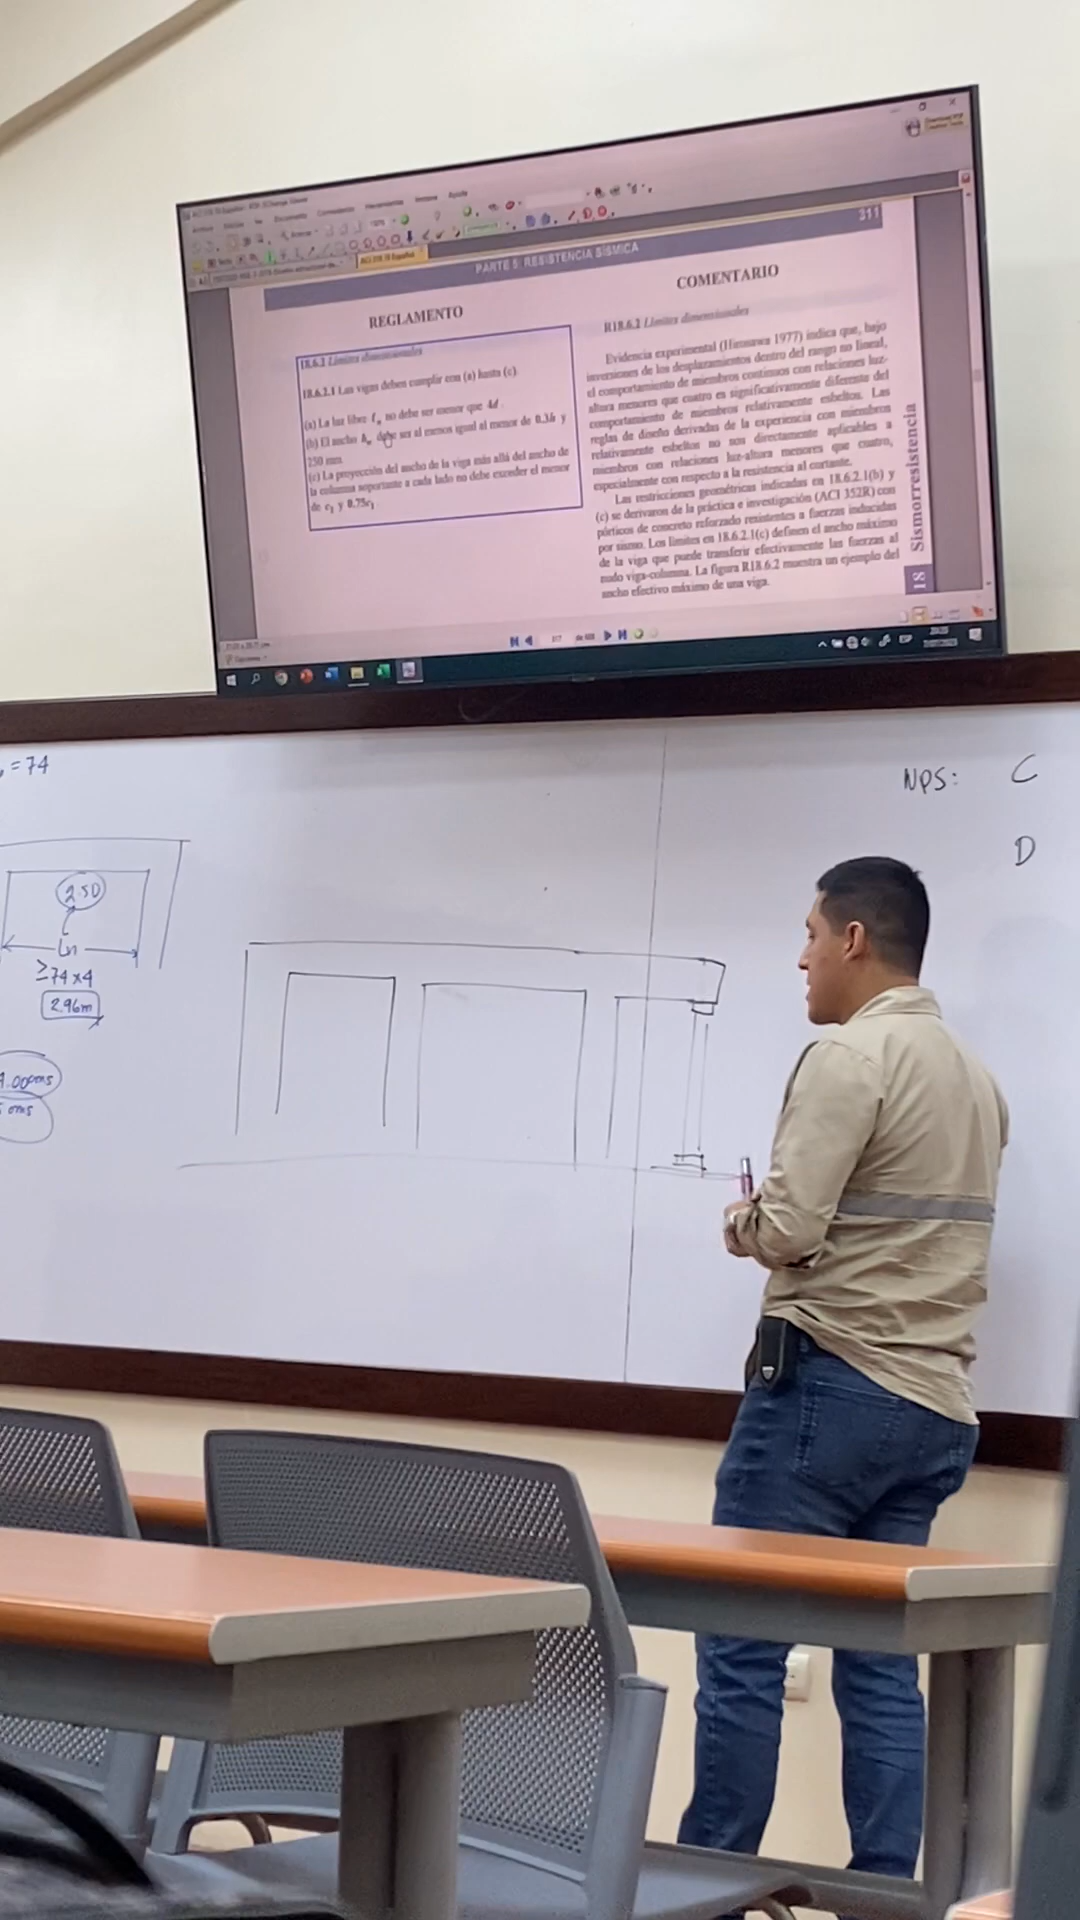 311
PARTE 5: RESISTENCIA SÍSMICA
REGLAMENTO
18.6.2 Límites dimensionales
18.6.2.1 Las vigas deben cumplir con (a) hasta (c):
(a) La luz libre ℓn no debe ser menor que 4d.
(b) El ancho bw debe ser al menos igual al menor de 0.3h y
250 mm.
(c) La proyección del ancho de la viga más allá del ancho de
la columna soportante a cada lado no debe exceder el menor
de c2 y 0.75c1.
COMENTARIO
R18.6.2 Límites dimensionales
Evidencia experimental (Hirosawa 1977) indica que, bajo
inversiones de los desplazamientos dentro del rango no lineal,
el comportamiento de miembros continuos con relaciones luz-
altura menores que cuatro es significativamente diferente del
comportamiento de miembros relativamente esbeltos. Las
reglas de diseño derivadas de la experiencia con miembros
relativamente esbeltos no son directamente aplicables a
miembros con relaciones luz-altura menores que cuatro,
especialmente con respecto a la resistencia al cortante.
Las restricciones geométricas indicadas en 18.6.2.1(b) y
(c) se derivaron de la práctica e investigación (ACI 352R) con
pórticos de concreto reforzado resistentes a fuerzas inducidas
por sismo. Los límites en 18.6.2.1(c) definen el ancho máximo
de la viga que puede transferir efectivamente las fuerzas al
nudo viga-columna. La figura R18.6.2 muestra un ejemplo del
ancho efectivo máximo de una viga.
18 Sismorresistencia
= 74
2.50
Ln
≥74x4
2.96m
NPS: C
D